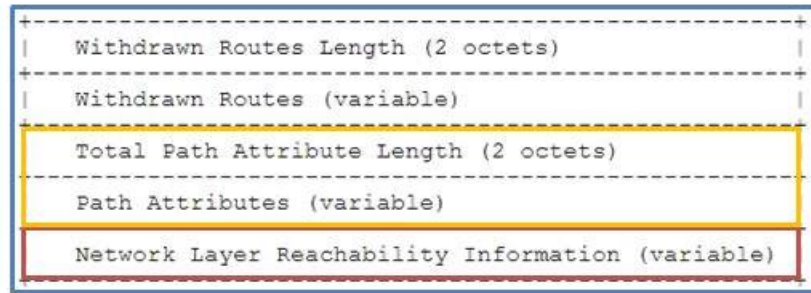 Withdrawn Routes Length (2 octets)
Withdrawn Routes (variable)
Total Path Attribute Length (2 octets)
Path Attributes (variable)
Network Layer Reachability Information (variable)